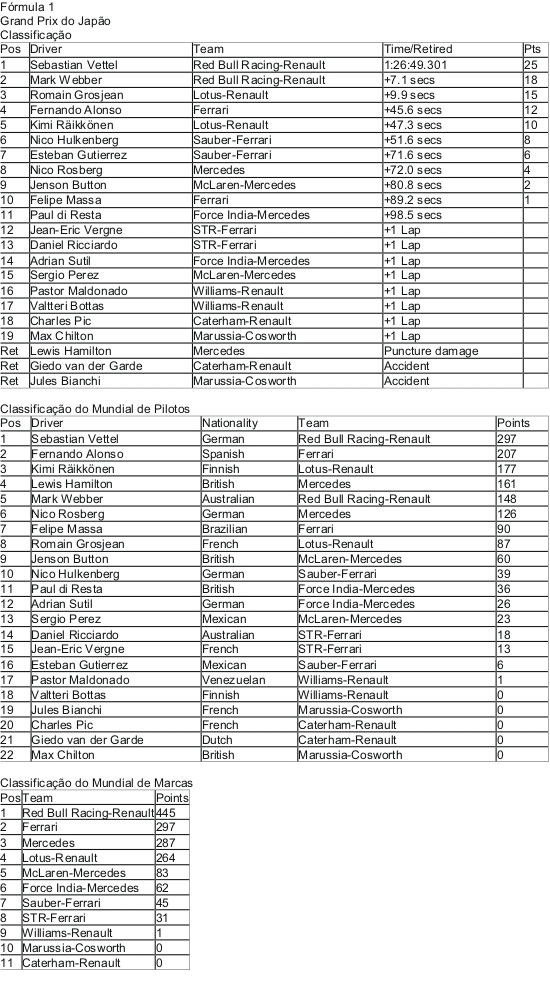 Fórmula 1
Grand Prix do Japão
Classificação
Pos Driver Team Time/Retired Pts
1 Sebastian Vettel Red Bull Racing-Renault 1:26:49.301 25
2 Mark Webber Red Bull Racing-Renault +7.1 secs 18
3 Romain Grosjean Lotus-Renault +9.9 secs 15
4 Fernando Alonso Ferrari +45.6 secs 12
5 Kimi Räikkönen Lotus-Renault +47.3 secs 10
6 Nico Hulkenberg Sauber-Ferrari +51.6 secs 8
7 Esteban Gutierrez Sauber-Ferrari +71.6 secs 6
8 Nico Rosberg Mercedes +72.0 secs 4
9 Jenson Button McLaren-Mercedes +80.8 secs 2
10 Felipe Massa Ferrari +89.2 secs 1
11 Paul di Resta Force India-Mercedes +98.5 secs
12 Jean-Eric Vergne STR-Ferrari +1 Lap
13 Daniel Ricciardo STR-Ferrari +1 Lap
14 Adrian Sutil Force India-Mercedes +1 Lap
15 Sergio Perez McLaren-Mercedes +1 Lap
16 Pastor Maldonado Williams-Renault +1 Lap
17 Valtteri Bottas Williams-Renault +1 Lap
18 Charles Pic Caterham-Renault +1 Lap
19 Max Chilton Marussia-Cosworth +1 Lap
Ret Lewis Hamilton Mercedes Puncture damage
Ret Giedo van der Garde Caterham-Renault Accident
Ret Jules Bianchi Marussia-Cosworth Accident
Classificação do Mundial de Pilotos
Pos Driver Nationality Team Points
1 Sebastian Vettel German Red Bull Racing-Renault 297
2 Fernando Alonso Spanish Ferrari 207
3 Kimi Räikkönen Finnish Lotus-Renault 177
4 Lewis Hamilton British Mercedes 161
5 Mark Webber Australian Red Bull Racing-Renault 148
6 Nico Rosberg German Mercedes 126
7 Felipe Massa Brazilian Ferrari 90
8 Romain Grosjean French Lotus-Renault 87
9 Jenson Button British McLaren-Mercedes 60
10 Nico Hulkenberg German Sauber-Ferrari 39
11 Paul di Resta British Force India-Mercedes 36
12 Adrian Sutil German Force India-Mercedes 26
13 Sergio Perez Mexican McLaren-Mercedes 23
14 Daniel Ricciardo Australian STR-Ferrari 18
15 Jean-Eric Vergne French STR-Ferrari 13
16 Esteban Gutierrez Mexican Sauber-Ferrari 6
17 Pastor Maldonado Venezuelan Williams-Renault 1
18 Valtteri Bottas Finnish Williams-Renault 0
19 Jules Bianchi French Marussia-Cosworth 0
20 Charles Pic French Caterham-Renault 0
21 Giedo van der Garde Dutch Caterham-Renault 0
22 Max Chilton British Marussia-Cosworth 0
Classificação do Mundial de Marcas
Pos Team Points
1 Red Bull Racing-Renault 445
2 Ferrari 297
3 Mercedes 287
4 Lotus-Renault 264
5 McLaren-Mercedes 83
6 Force India-Mercedes 62
7 Sauber-Ferrari 45
8 STR-Ferrari 31
9 Williams-Renault 1
10 Marussia-Cosworth 0
11 Caterham-Renault 0